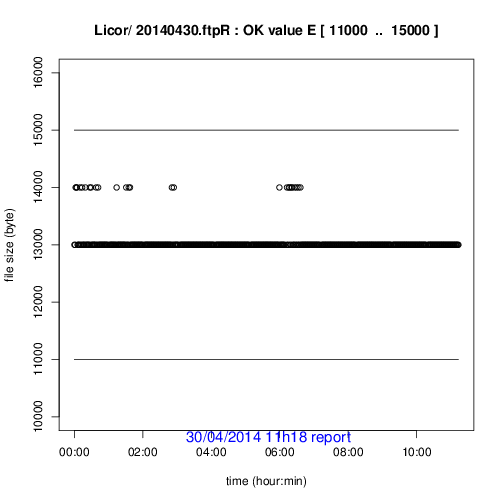 Licor/ 20140430.ftpR : OK value E [ 11000 .. 15000 ]
16000
15000
14000
13000
12000
11000
10000
file size (byte)
30/04/2014 11h18 report
00:00 02:00 04:00 06:00 08:00 10:00
time (hour:min)